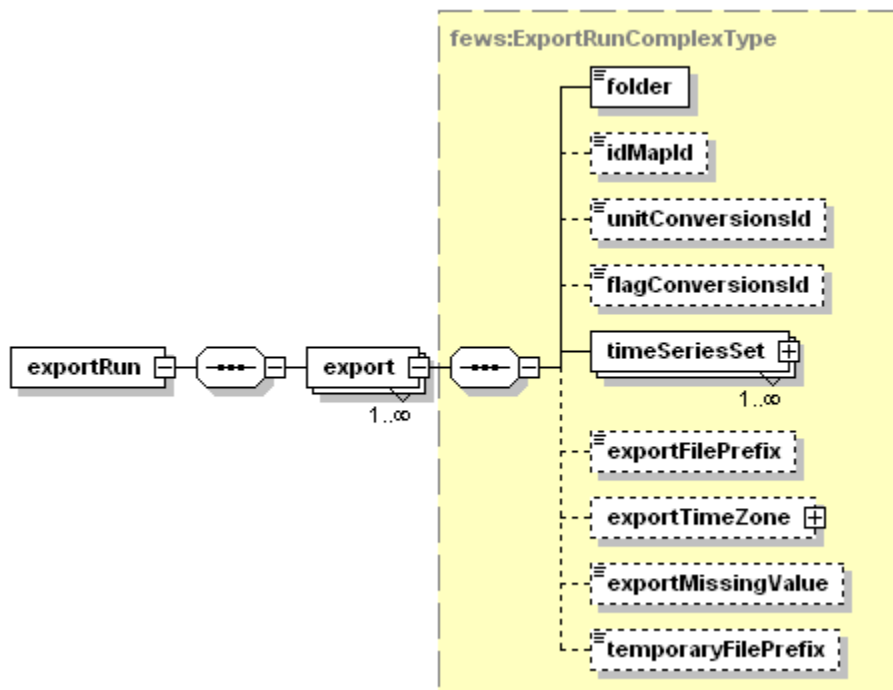 fews:ExportRunComplexType
folder
idMapId
unitConversionsId
flagConversionsId
exportRun
export
1..∞
timeSeriesSet
1..∞
exportFilePrefix
exportTimeZone
exportMissingValue
temporaryFilePrefix